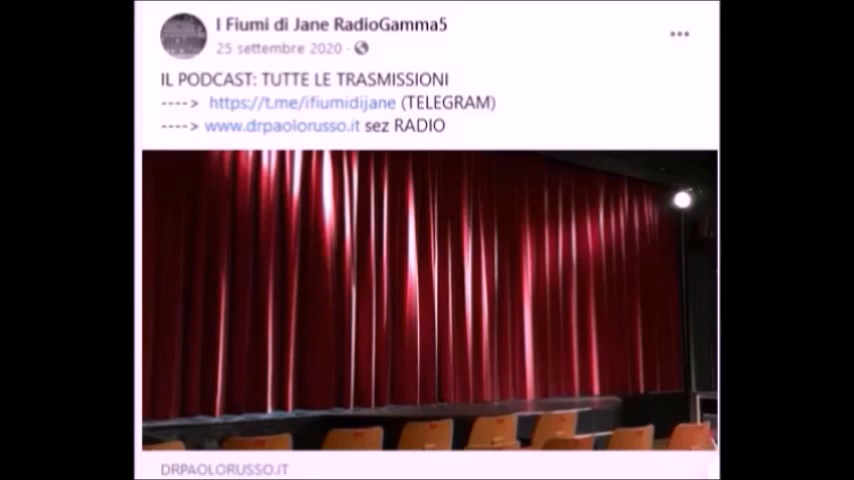 I Fiumi di Jane RadioGamma5
25 settembre 2020 ·
IL PODCAST: TUTTE LE TRASMISSIONI
----> https://t.me/ifiumidijane (TELEGRAM)
----> www.drpaolorusso.it sez RADIO
DRPAOLORUSSO.IT